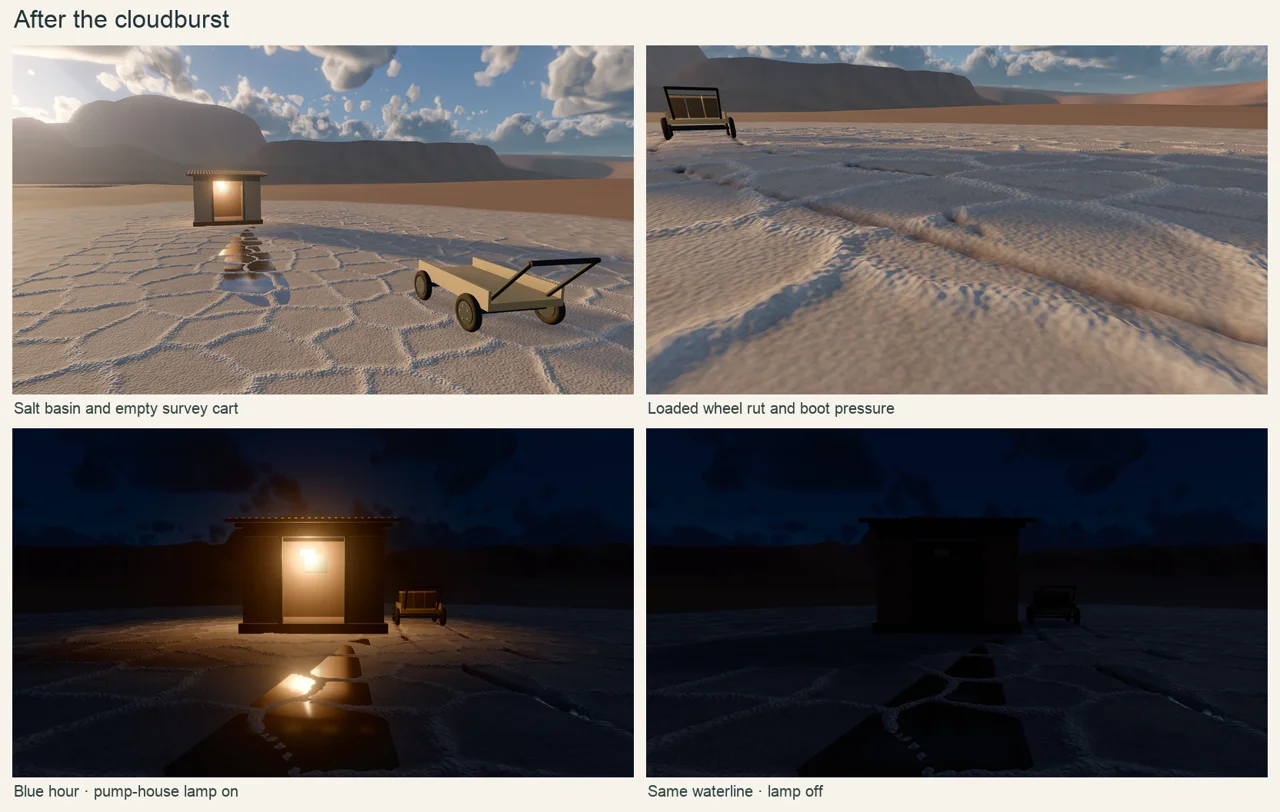 After the cloudburst
Salt basin and empty survey cart
Loaded wheel rut and boot pressure
Blue hour · pump-house lamp on
Same waterline · lamp off